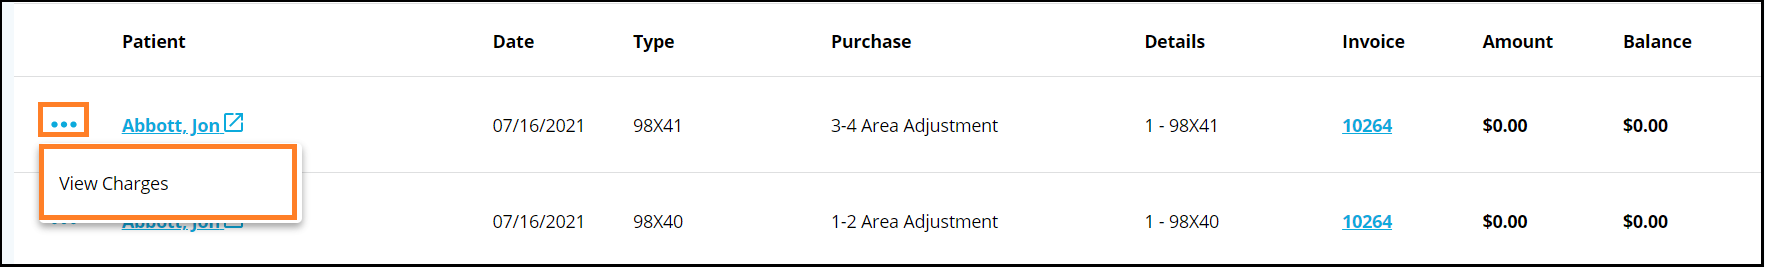 Patient Date Type Purchase Details Invoice Amount Balance
••• Abbott, Jon 07/16/2021 98X41 3-4 Area Adjustment 1 - 98X41 10264 $0.00 $0.00
View Charges
Abbott, Jon 07/16/2021 98X40 1-2 Area Adjustment 1 - 98X40 10264 $0.00 $0.00